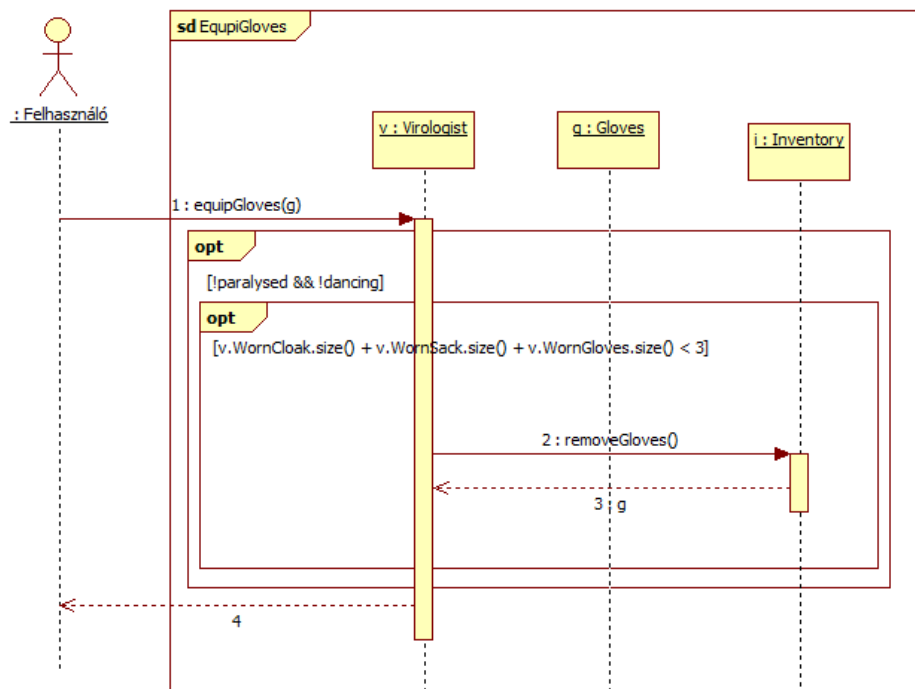 sd EqupiGloves
: Felhasználó
v : Virologist
g : Gloves
i : Inventory
1 : equipGloves(g)
opt
[!paralysed && !dancing]
opt
[v.WornCloak.size() + v.WornSack.size() + v.WornGloves.size() < 3]
2 : removeGloves()
3 : g
4